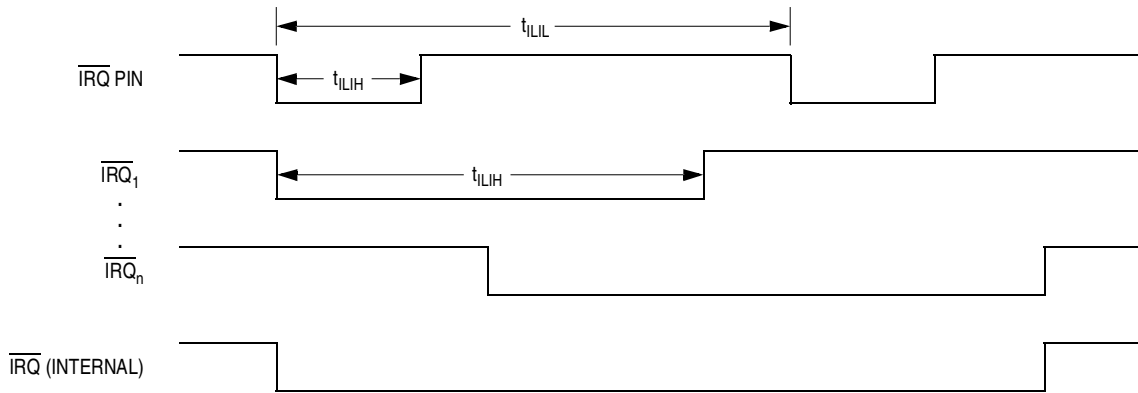 tILIL
IRQ PIN
tILIH
IRQ1
tILIH
.
.
.
IRQn
IRQ (INTERNAL)